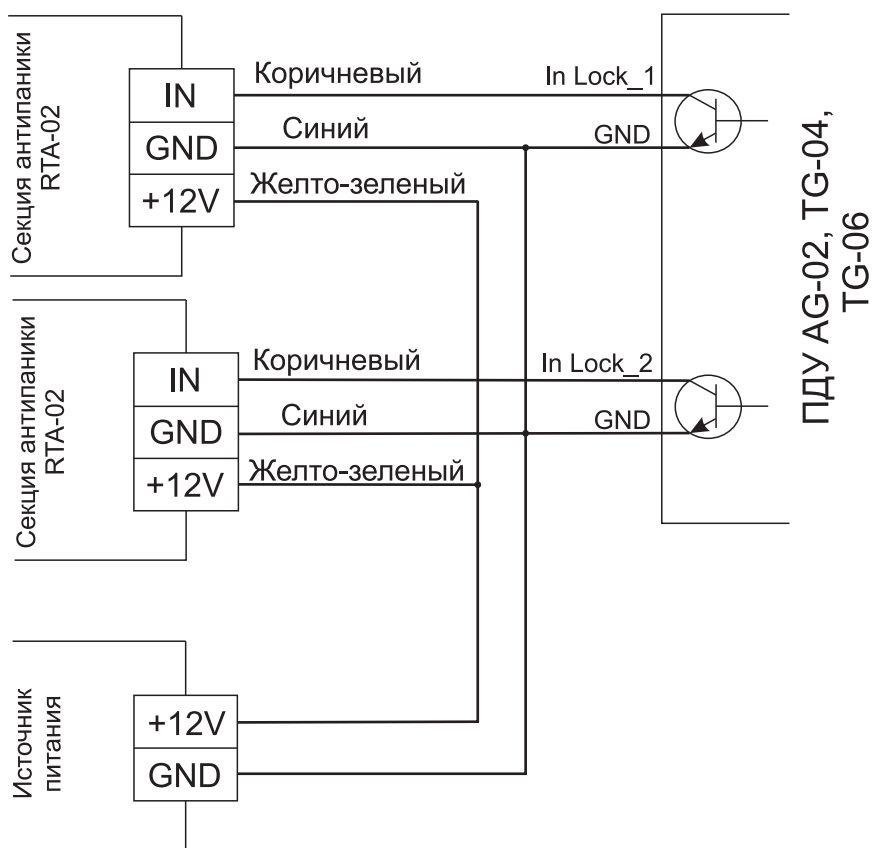 Секция антипаники
RTA-02
IN
GND
+12V
Коричневый
Синий
Желто-зеленый
In Lock_1
GND
ПДУ AG-02, TG-04,
TG-06
Секция антипаники
RTA-02
IN
GND
+12V
Коричневый
Синий
Желто-зеленый
In Lock_2
GND
Источник
питания
+12V
GND